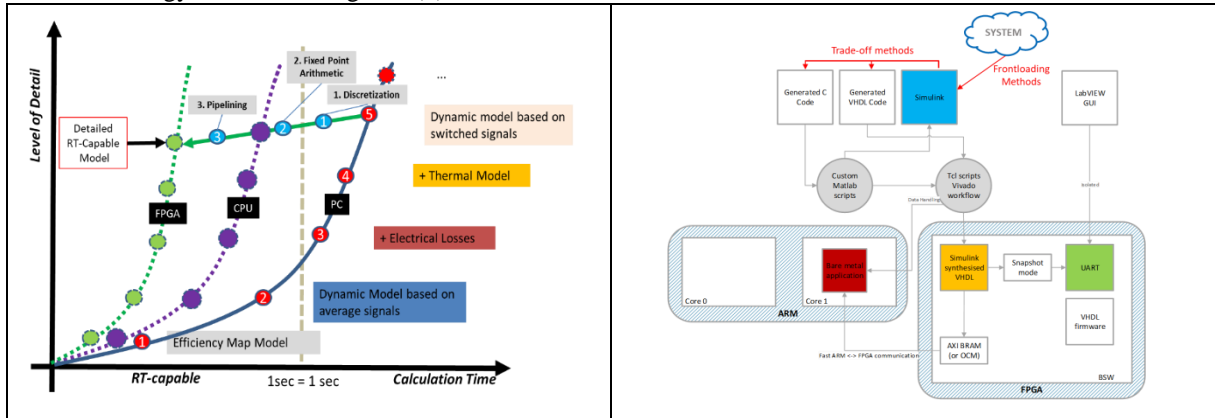 Level of Detail
2. Fixed Point
Arithmetic
...
3. Pipelining
1. Discretization
5
Detailed
RT-Capable
Model
3
2
1
Dynamic model based on
switched signals
4
+ Thermal Model
FPGA
CPU
PC
3
+ Electrical Losses
2
Dynamic Model based on
average signals
1
Efficiency Map Model
RT-capable
1sec = 1 sec
Calculation Time
SYSTEM
Trade-off methods
Frontloading
Methods
Generated C
Code
Generated
VHDL Code
Simulink
LabVIEW
GUI
Custom
Matlab
scripts
Tcl scripts
Vivado
workflow
Data Handling
Isolated
Bare metal
application
Simulink
synthesised
VHDL
Snapshot
mode
UART
Core 0
Core 1
ARM
VHDL
firmware
Fast ARM <-> FPGA communication
AXI BRAM
(or OCM)
BSW
FPGA